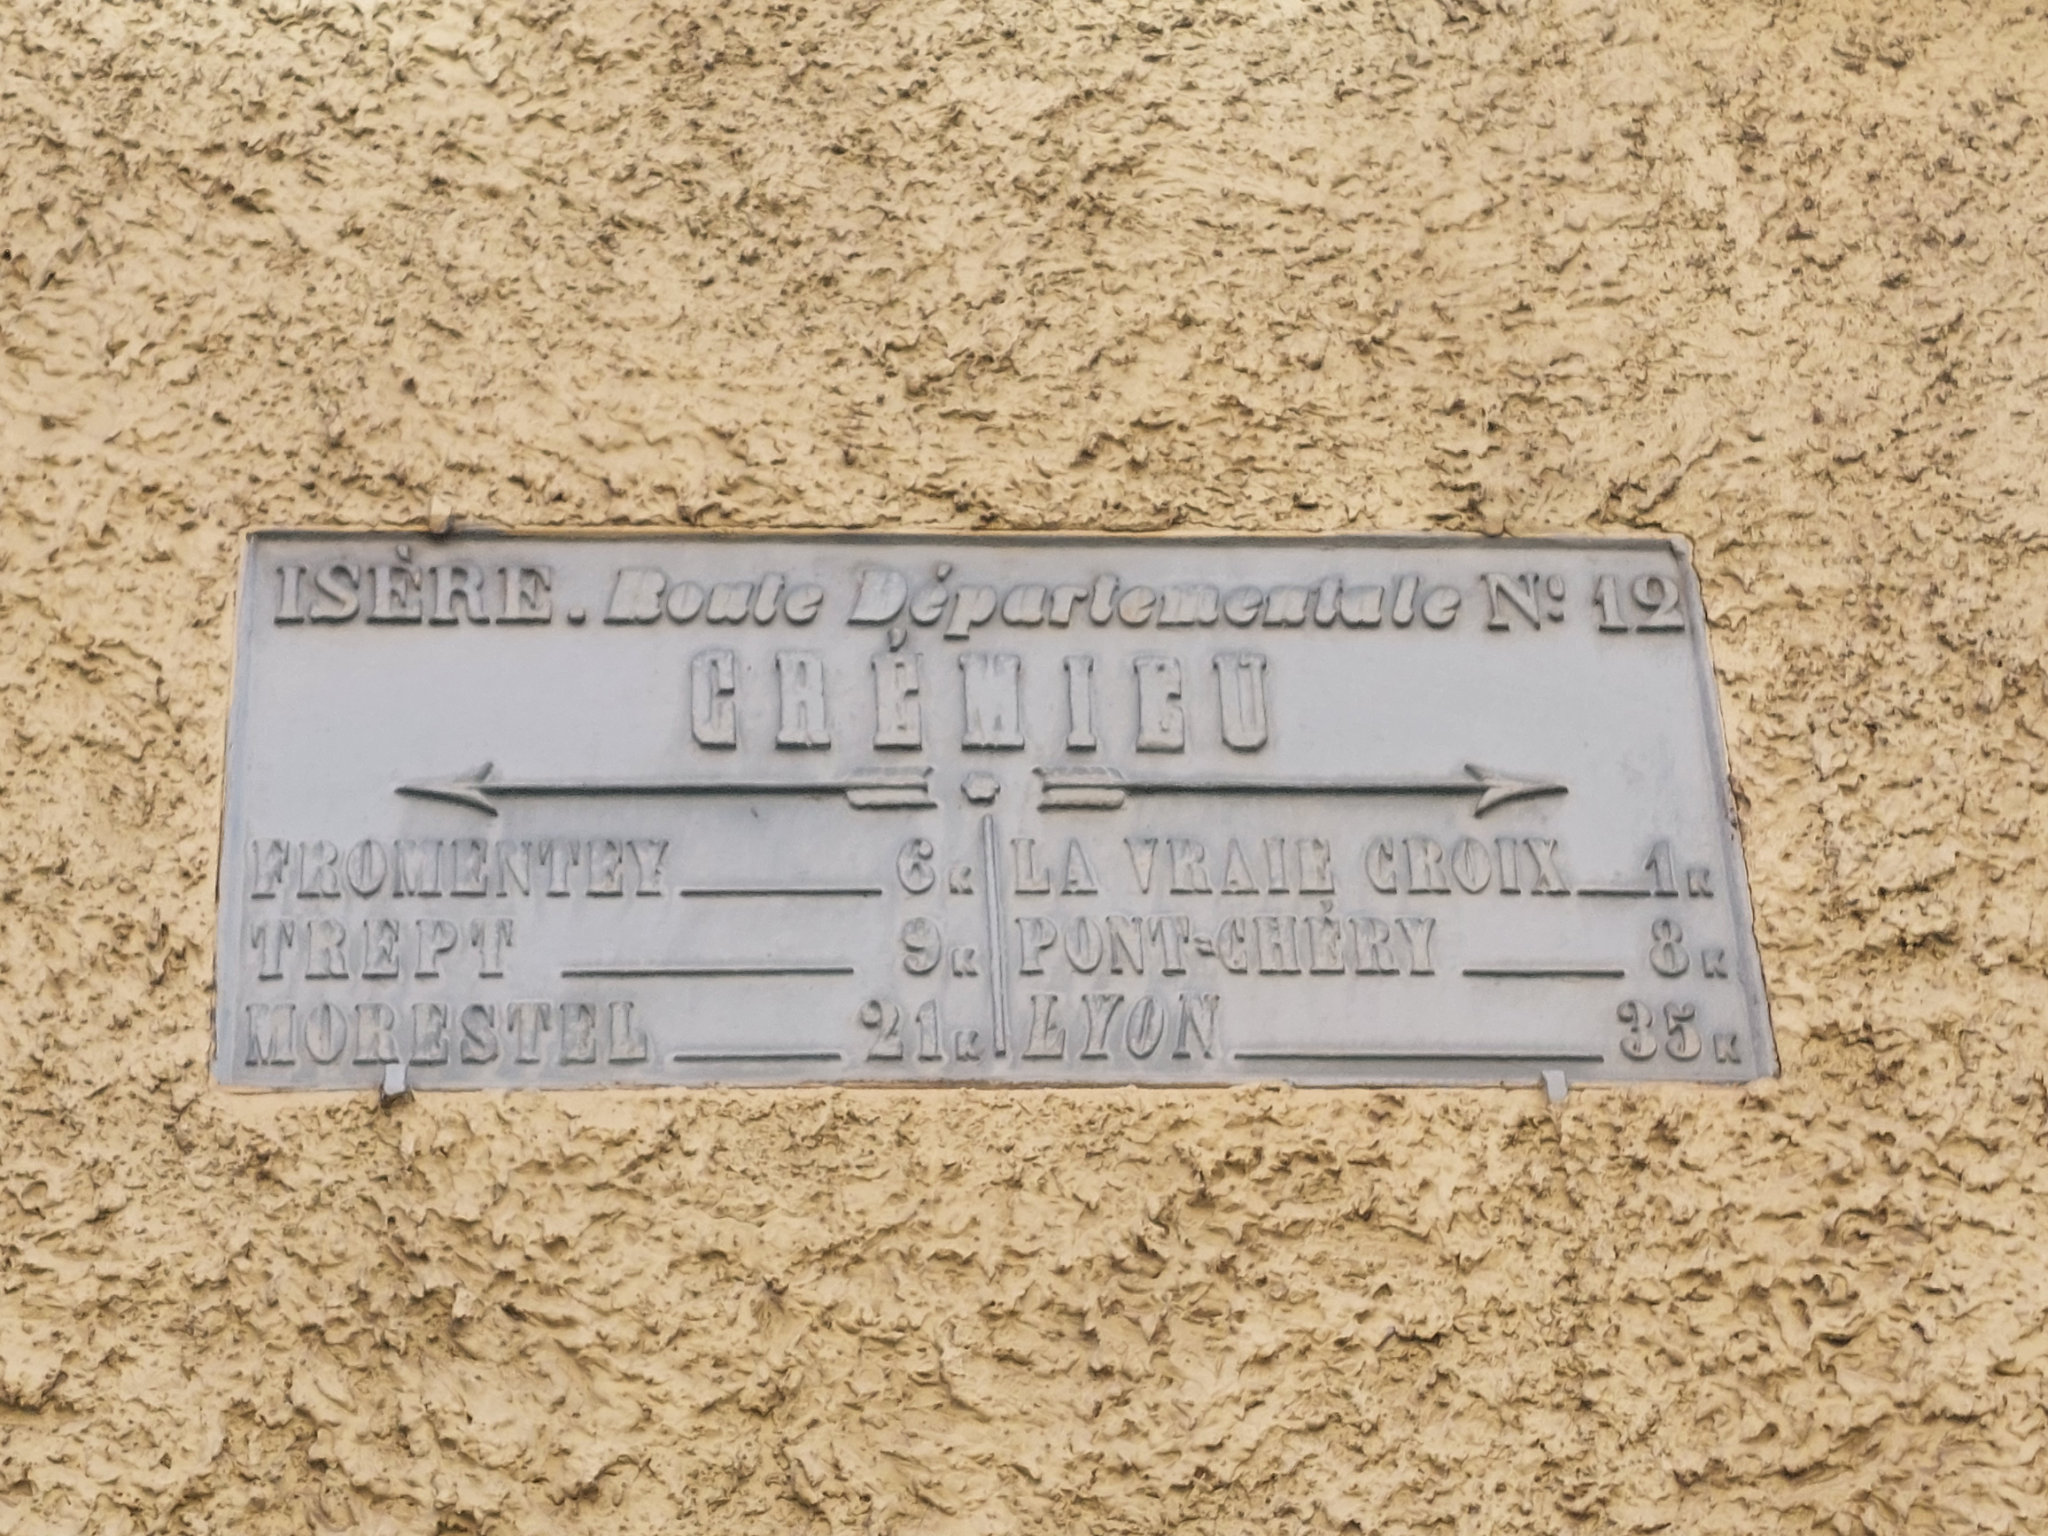 ISÈRE. Route Départementale N: 12
CRÉMIEU
FROMENTEY 6K LA VRAIE CROIX 1K
TREPT 9K PONT-CHÉRY 8K
MORESTEL 21K LYON 35K